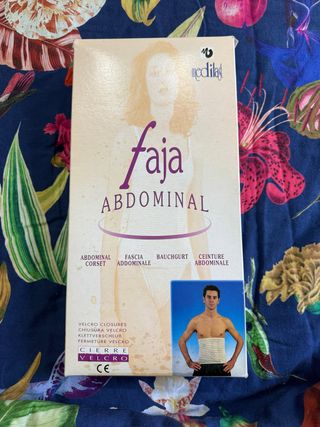 medilast
faja
ABDOMINAL
ABDOMINAL CORSET
FASCIA ADDOMINALE
BAUCHGURT
CEINTURE ABDOMINALE
VELCRO CLOSURES
CHIUSURA VELCRO
KLETTVERSCHLUß
FERMETURE VELCRO
CIERRE
VELCRO
CE